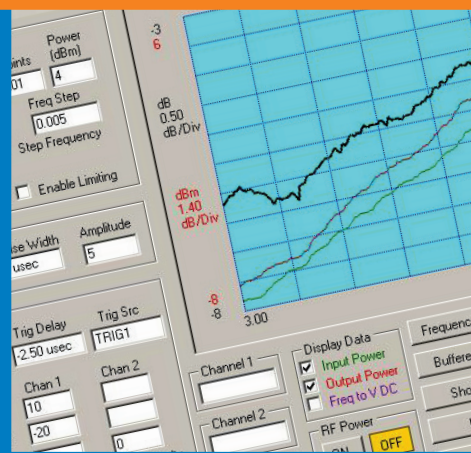 Power
(dBm)
4
Freq Step
0.005
Step Frequency
Enable Limiting
Amplitude
usec
5
Trig Delay
Trig Src
-2.50 usec
TRIG1
Chan 1
Chan 2
10
-20
0
-3
6
dB
0.50
dB/Div
dBm
1.40
dB/Div
-8
-8
3.00
Channel 1
Channel 2
Display Data
Input Power
Output Power
Freq to V DC
RF Power
OFF